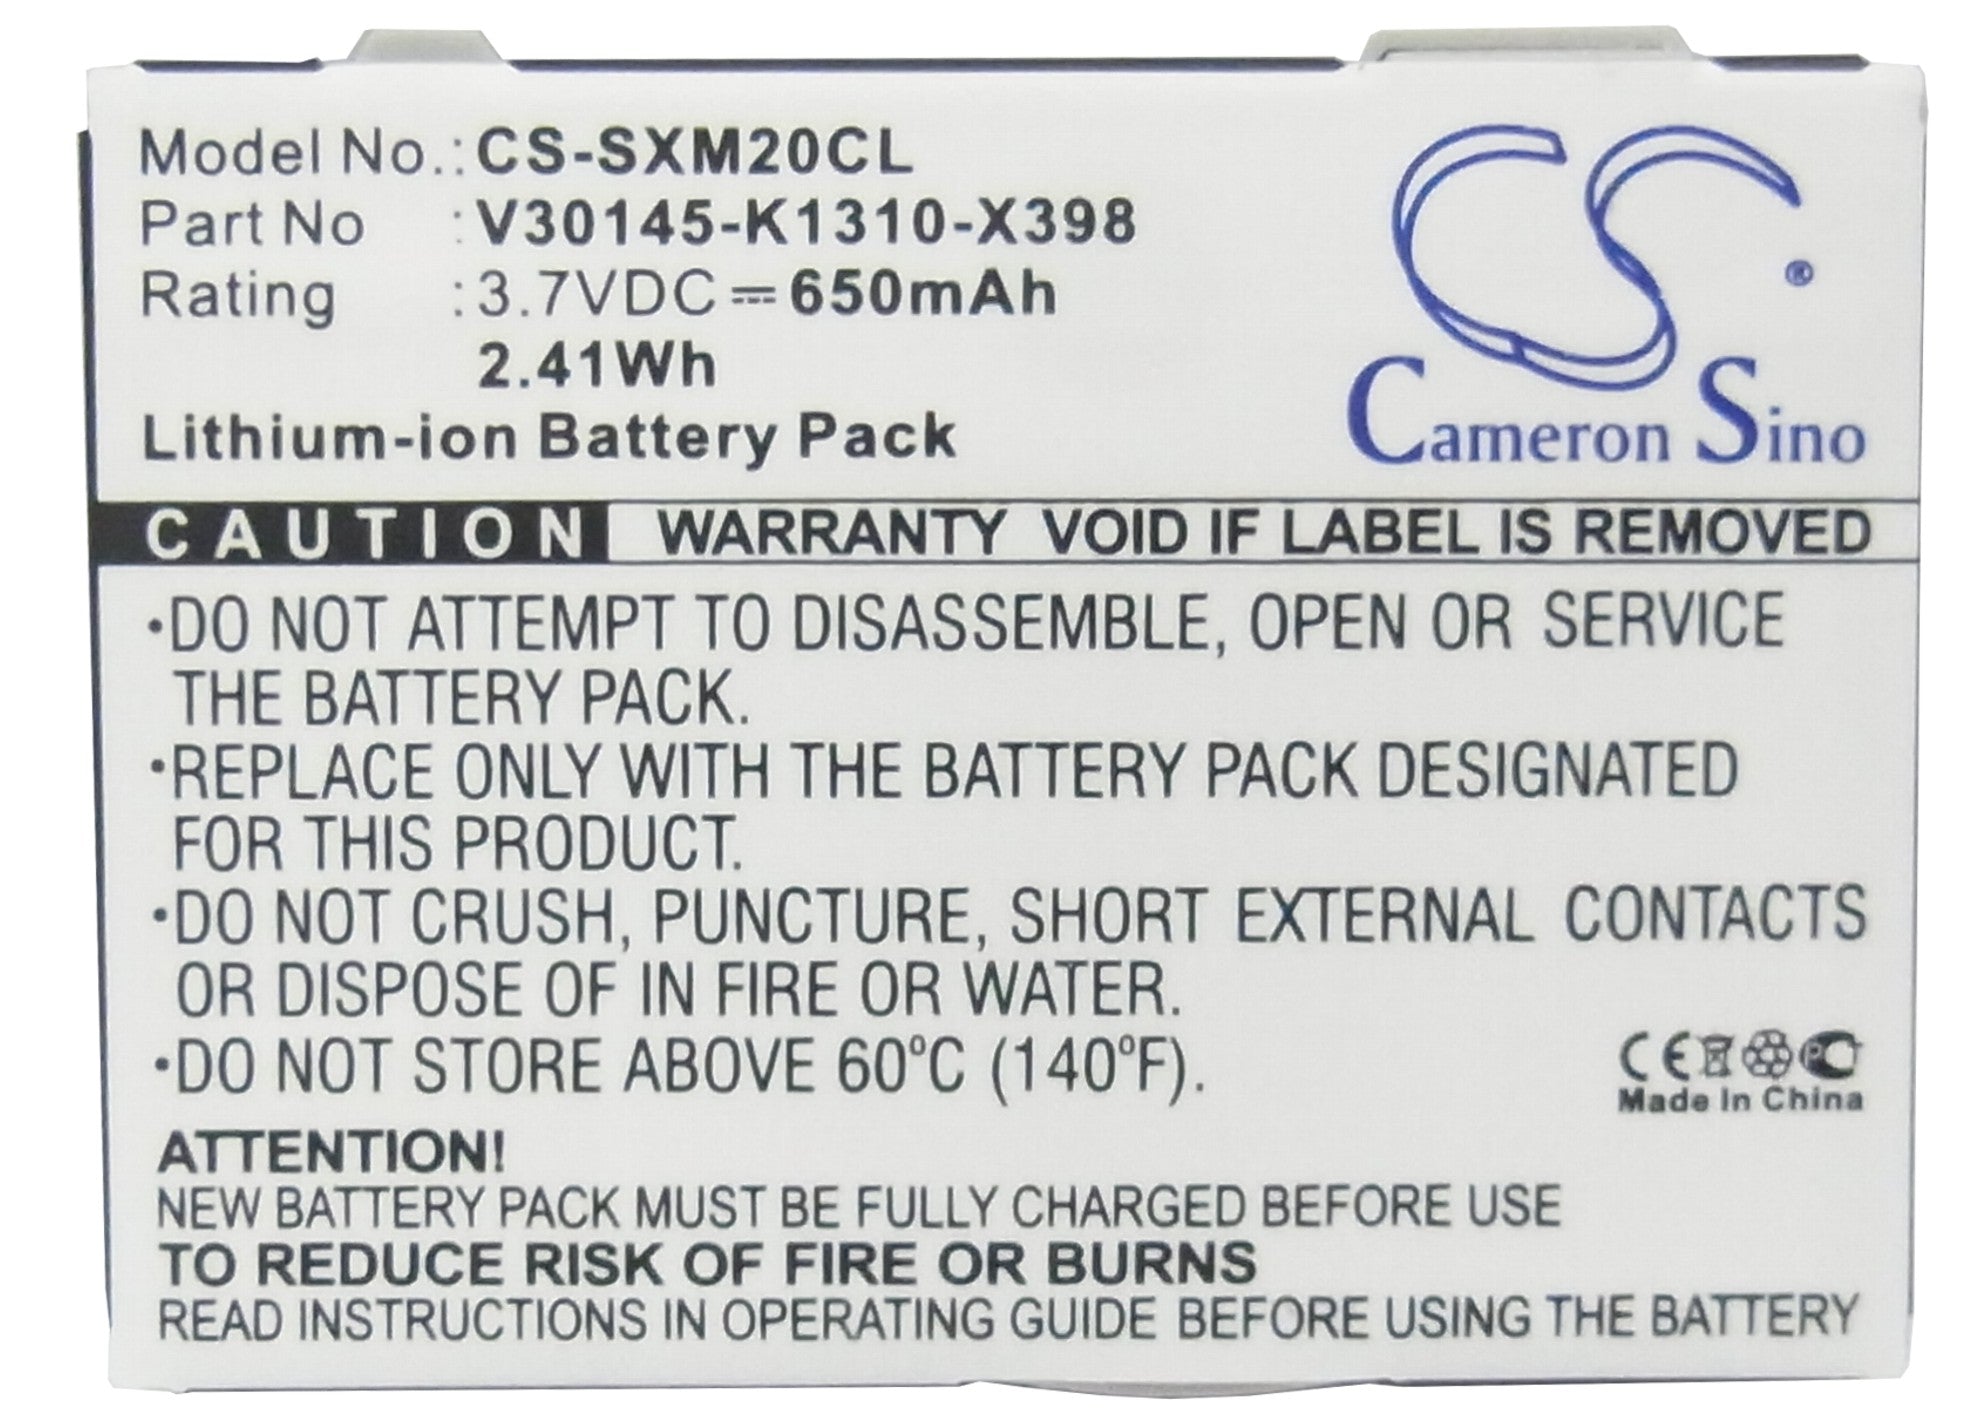 Model No.: CS-SXM20CL
Part No : V30145-K1310-X398
Rating : 3.7VDC ⎓ 650mAh
2.41Wh
Lithium-ion Battery Pack
CS ®
Cameron Sino
CAUTION WARRANTY VOID IF LABEL IS REMOVED
•DO NOT ATTEMPT TO DISASSEMBLE, OPEN OR SERVICE
THE BATTERY PACK.
•REPLACE ONLY WITH THE BATTERY PACK DESIGNATED
FOR THIS PRODUCT.
•DO NOT CRUSH, PUNCTURE, SHORT EXTERNAL CONTACTS
OR DISPOSE OF IN FIRE OR WATER.
•DO NOT STORE ABOVE 60°C (140°F).
CE
Made In China
ATTENTION!
NEW BATTERY PACK MUST BE FULLY CHARGED BEFORE USE
TO REDUCE RISK OF FIRE OR BURNS
READ INSTRUCTIONS IN OPERATING GUIDE BEFORE USING THE BATTERY